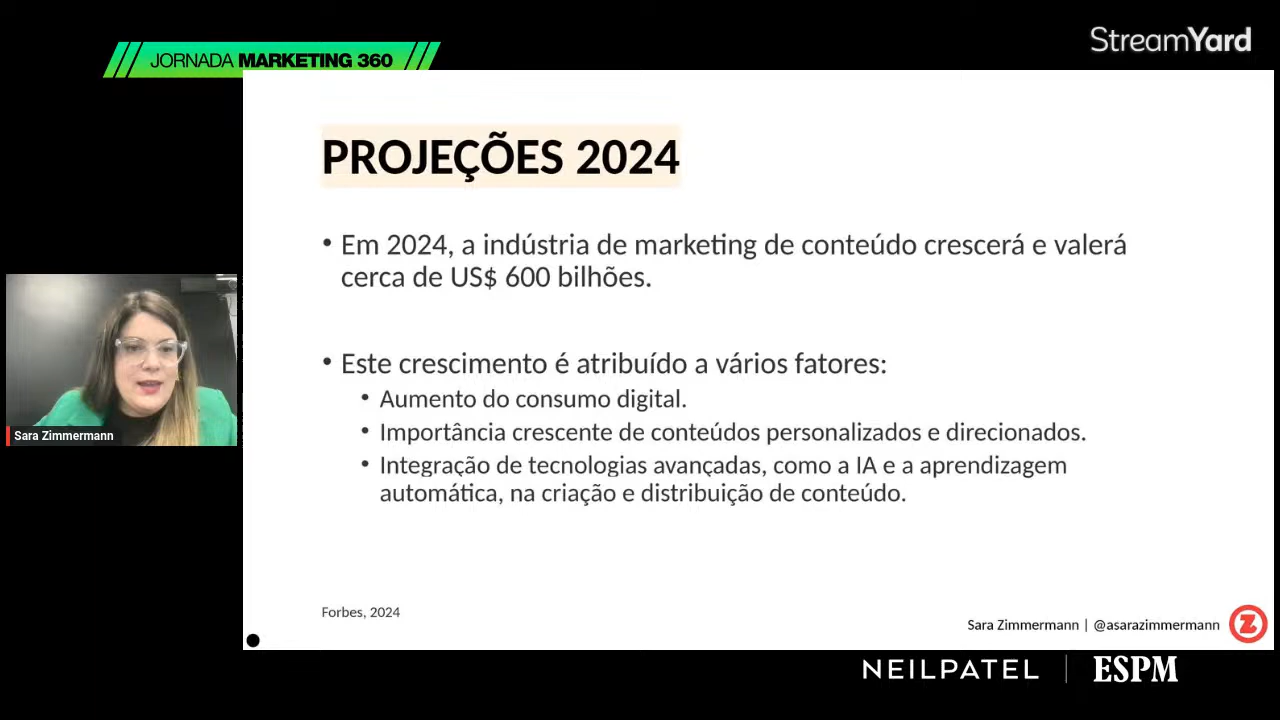 JORNADA MARKETING 360
StreamYard
PROJEÇÕES 2024
• Em 2024, a indústria de marketing de conteúdo crescerá e valerá
cerca de US$ 600 bilhões.
• Este crescimento é atribuído a vários fatores:
• Aumento do consumo digital.
• Importância crescente de conteúdos personalizados e direcionados.
• Integração de tecnologias avançadas, como a IA e a aprendizagem
automática, na criação e distribuição de conteúdo.
Sara Zimmermann
Forbes, 2024
Sara Zimmermann | @asarazimmermann
Z
NEILPATEL | ESPM